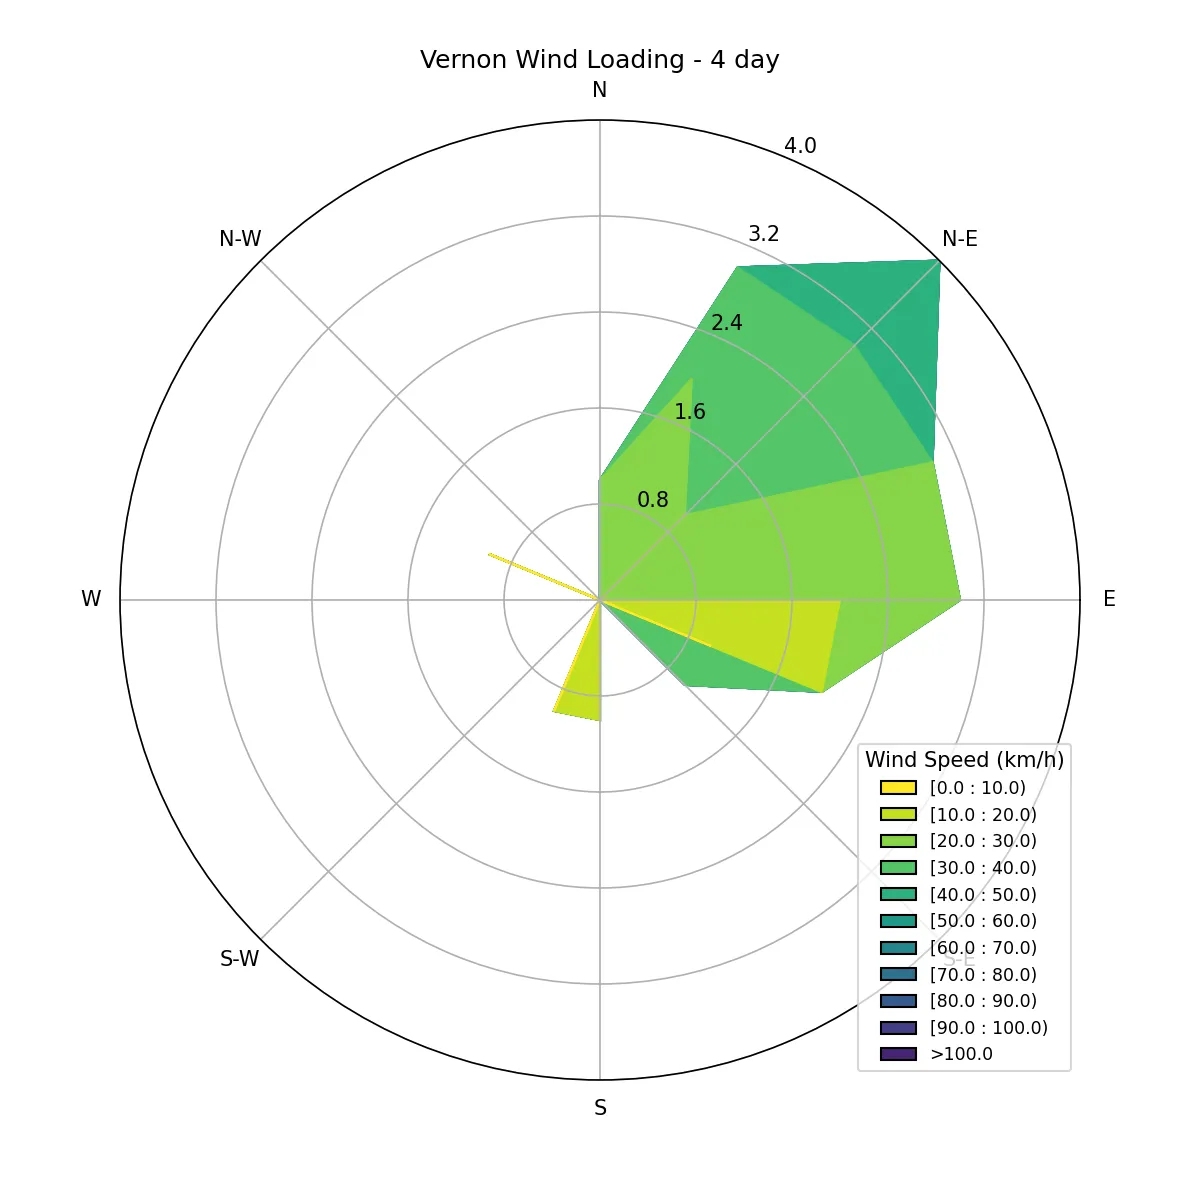 Vernon Wind Loading - 4 day
N
4.0
N-W
3.2
N-E
2.4
1.6
0.8
W
E
Wind Speed (km/h)
[0.0 : 10.0)
[10.0 : 20.0)
[20.0 : 30.0)
[30.0 : 40.0)
[40.0 : 50.0)
[50.0 : 60.0)
[60.0 : 70.0)
[70.0 : 80.0)
[80.0 : 90.0)
[90.0 : 100.0)
>100.0
S-W
S-E
S